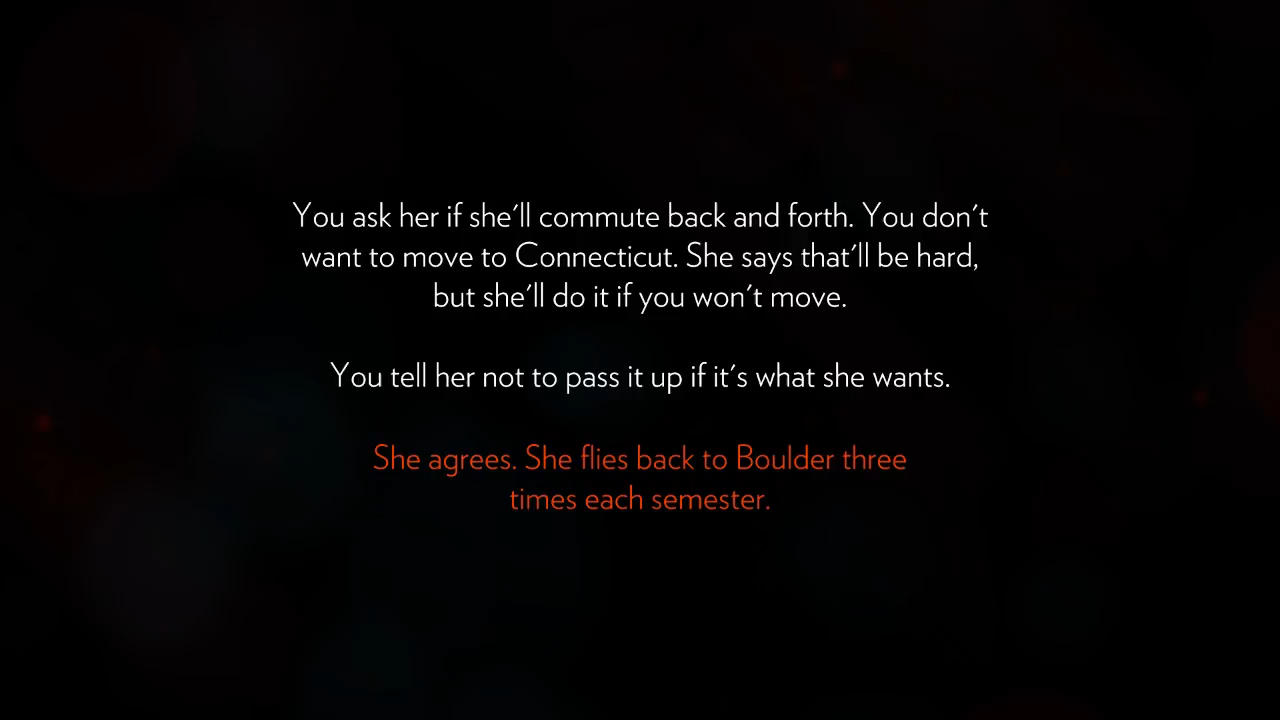 You ask her if she'll commute back and forth. You don't
want to move to Connecticut. She says that'll be hard,
but she'll do it if you won't move.
You tell her not to pass it up if it's what she wants.
She agrees. She flies back to Boulder three
times each semester.